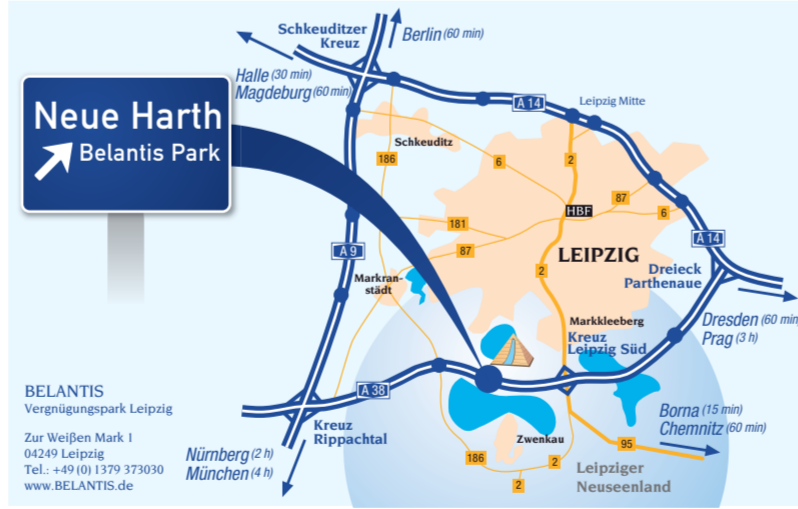 Schkeuditzer
Kreuz
Berlin (60 min)
Halle (30 min)
Magdeburg (60 min)
A 14
Leipzig Mitte
Neue Harth
Belantis Park
Schkeuditz
186
6
2
87
HBF
6
181
A 14
A 9
87
LEIPZIG
2
Dreieck
Parthenaue
Markran-
städt
Markkleeberg
Dresden (60 min)
Prag (3 h)
Kreuz
Leipzig Süd
A 38
BELANTIS
Vergnügungspark Leipzig
Zur Weißen Mark 1
04249 Leipzig
Tel.: +49 (0) 1379 373030
www.BELANTIS.de
Kreuz
Rippachtal
Nürnberg (2 h)
München (4 h)
Borna (15 min)
Chemnitz (60 min)
Zwenkau
95
186
2
2
Leipziger
Neuseenland